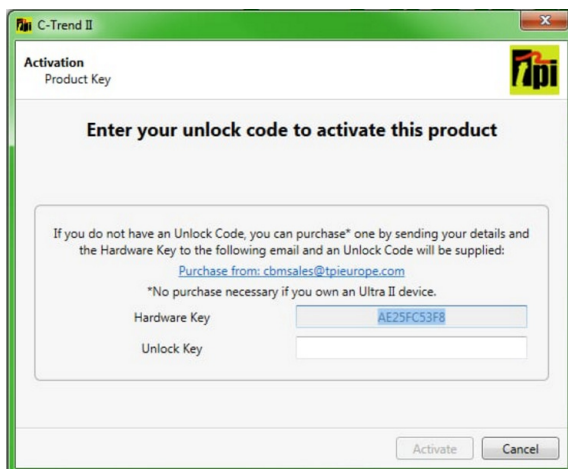 C-Trend II
Activation
Product Key
tpi
Enter your unlock code to activate this product
If you do not have an Unlock Code, you can purchase* one by sending your details and
the Hardware Key to the following email and an Unlock Code will be supplied:
Purchase from: cbmsales@tpieurope.com
*No purchase necessary if you own an Ultra II device.
Hardware Key AE25FC53F8
Unlock Key
Activate Cancel